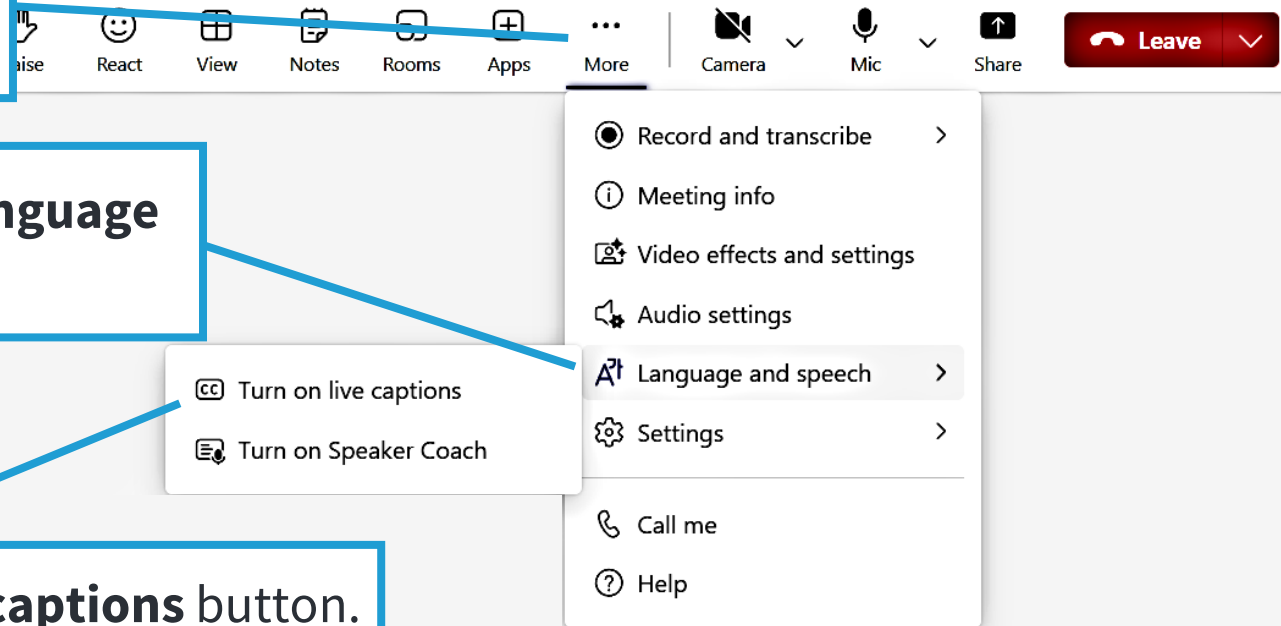 React View Notes Rooms Apps More Camera Mic Share Leave
Record and transcribe
Meeting info
nguage
Video effects and settings
Audio settings
Language and speech
CC Turn on live captions
Settings
Turn on Speaker Coach
Call me
Help
captions button.